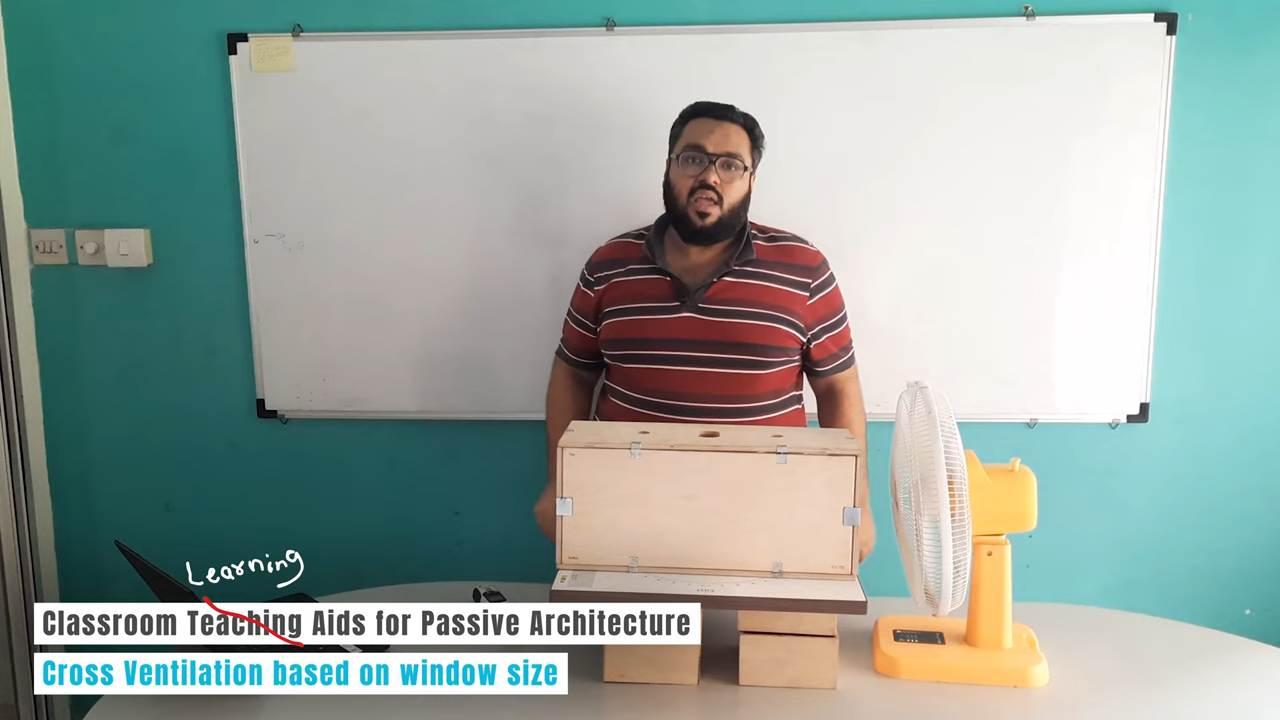 Learning
Classroom Teaching Aids for Passive Architecture
Cross Ventilation based on window size